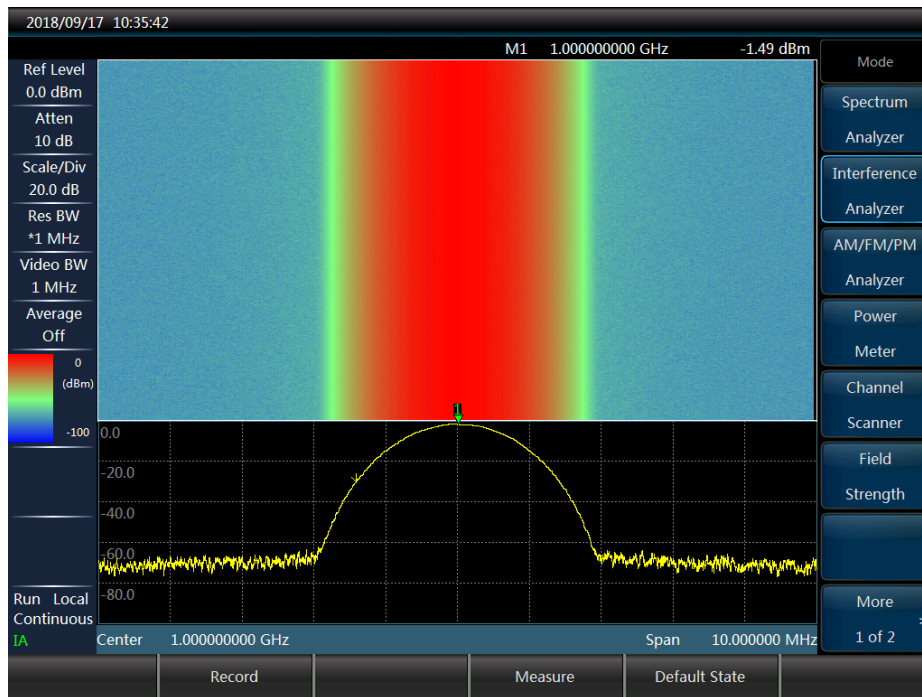 2018/09/17 10:35:42
M1 1.000000000 GHz -1.49 dBm
Ref Level
0.0 dBm
Atten
10 dB
Scale/Div
20.0 dB
Res BW
*1 MHz
Video BW
1 MHz
Average
Off
0
(dBm)
-100
Run Local
Continuous
IA
1
0.0
-20.0
-40.0
-60.0
-80.0
Center 1.000000000 GHz Span 10.000000 MHz
Mode
Spectrum
Analyzer
Interference
Analyzer
AM/FM/PM
Analyzer
Power
Meter
Channel
Scanner
Field
Strength
More
1 of 2
>
Record Measure Default State